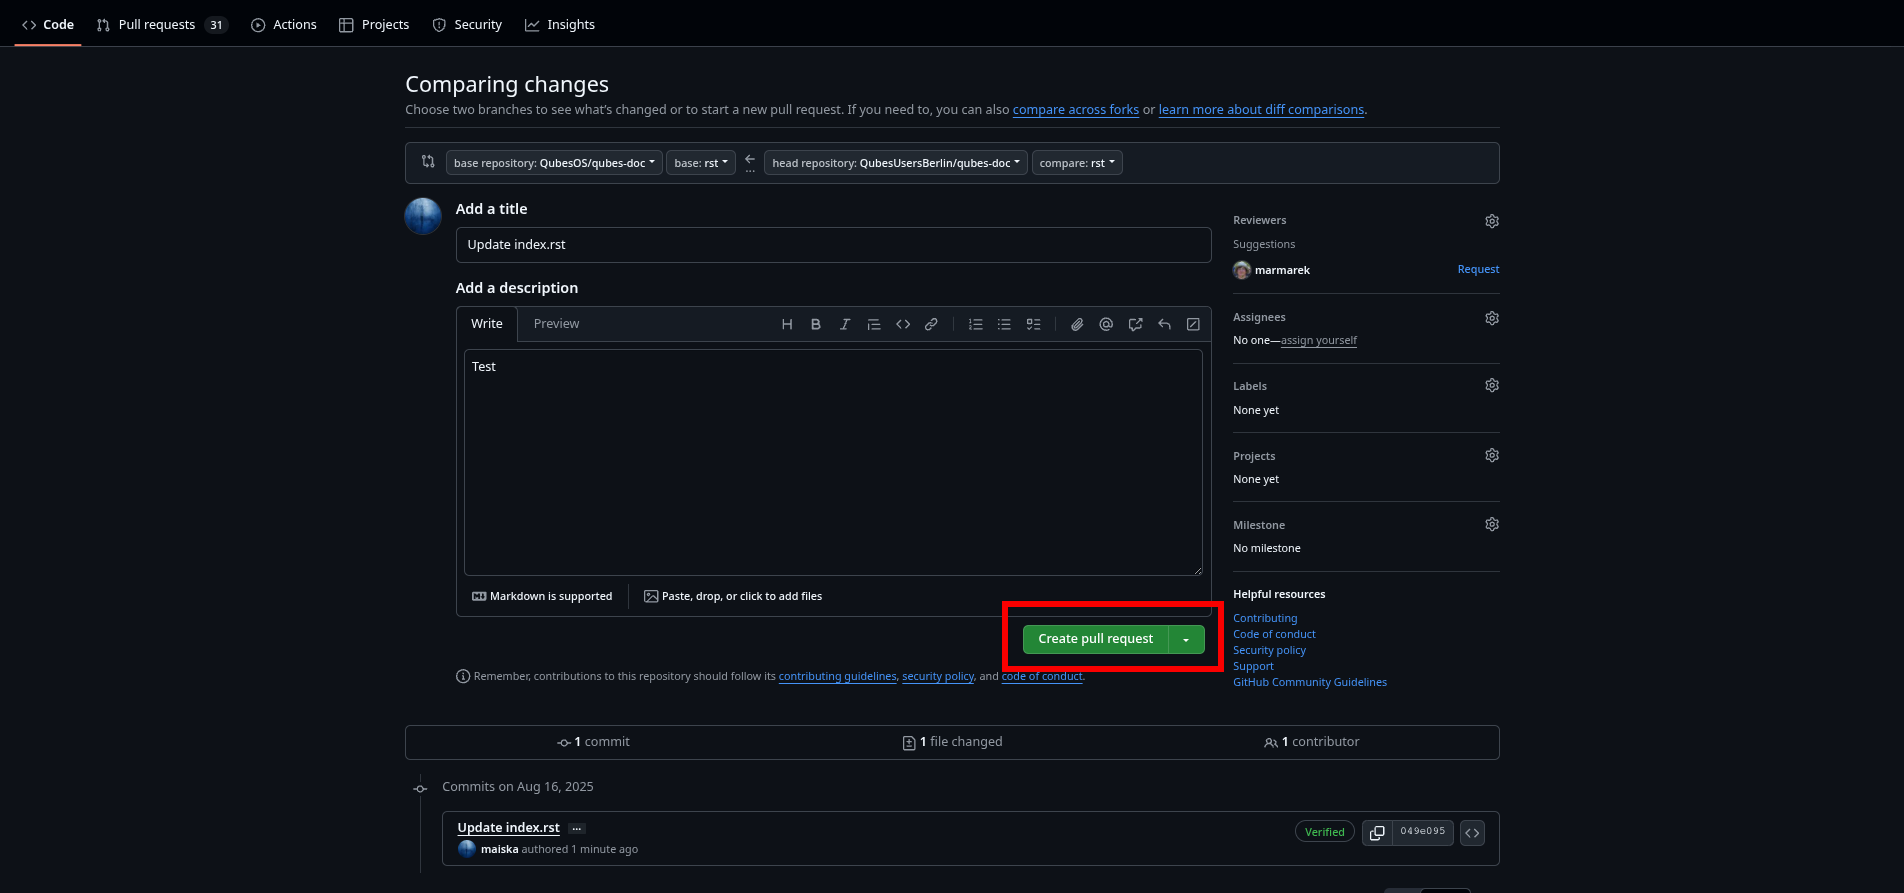 Code Pull requests 31 Actions Projects Security Insights
Comparing changes
Choose two branches to see what's changed or to start a new pull request. If you need to, you can also compare across forks or learn more about diff comparisons.
base repository: QubesOS/qubes-doc base: rst ... head repository: QubesUsersBerlin/qubes-doc compare: rst
Add a title
Update index.rst
Add a description
Write Preview
Test
Markdown is supported Paste, drop, or click to add files
Create pull request
Remember, contributions to this repository should follow its contributing guidelines, security policy, and code of conduct.
Reviewers
Suggestions
marmarek Request
Assignees
No one—assign yourself
Labels
None yet
Projects
None yet
Milestone
No milestone
Helpful resources
Contributing
Code of conduct
Security policy
Support
GitHub Community Guidelines
1 commit 1 file changed 1 contributor
Commits on Aug 16, 2025
Update index.rst ...
maiska authored 1 minute ago
Verified 049e095